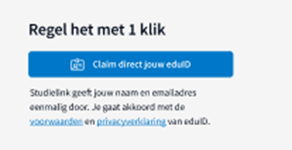 Regel het met 1 klik
Claim direct jouw eduID
Studielink geeft jouw naam en emailadres
eenmalig door. Je gaat akkoord met de
voorwaarden en privacyverklaring van eduID.